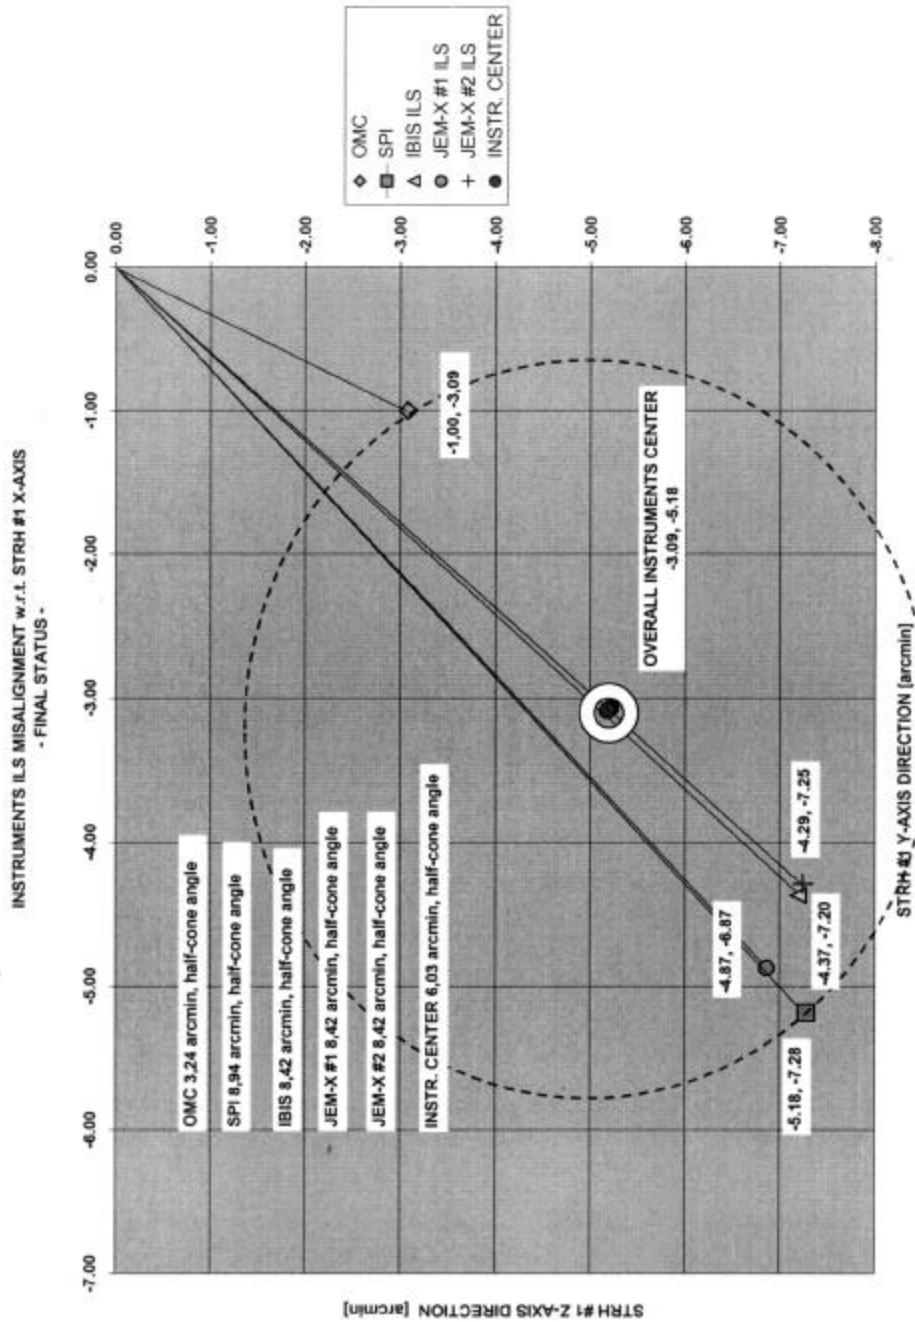 INSTRUMENTS ILS MISALIGNMENT w.r.t. STRH #1 X-AXIS
- FINAL STATUS -
-7.00
-6.00
-5.00
-4.00
-3.00
-2.00
-1.00
0.00
0.00
-1.00
-2.00
-3.00
-4.00
-5.00
-6.00
-7.00
-8.00
OMC 3,24 arcmin, half-cone angle
SPI 8,94 arcmin, half-cone angle
IBIS 8,42 arcmin, half-cone angle
JEM-X #1 8,42 arcmin, half-cone angle
JEM-X #2 8,42 arcmin, half-cone angle
INSTR. CENTER 6,03 arcmin, half-cone angle
-1,00, -3,09
OVERALL INSTRUMENTS CENTER
-3.09, -5.18
-4.87, -6.87
-4.29, -7.25
-4.37, -7.20
-5.18, -7.28
STRH #1 Z-AXIS DIRECTION [arcmin]
STRH #1 Y-AXIS DIRECTION [arcmin]
OMC
SPI
IBIS ILS
JEM-X #1 ILS
JEM-X #2 ILS
INSTR. CENTER